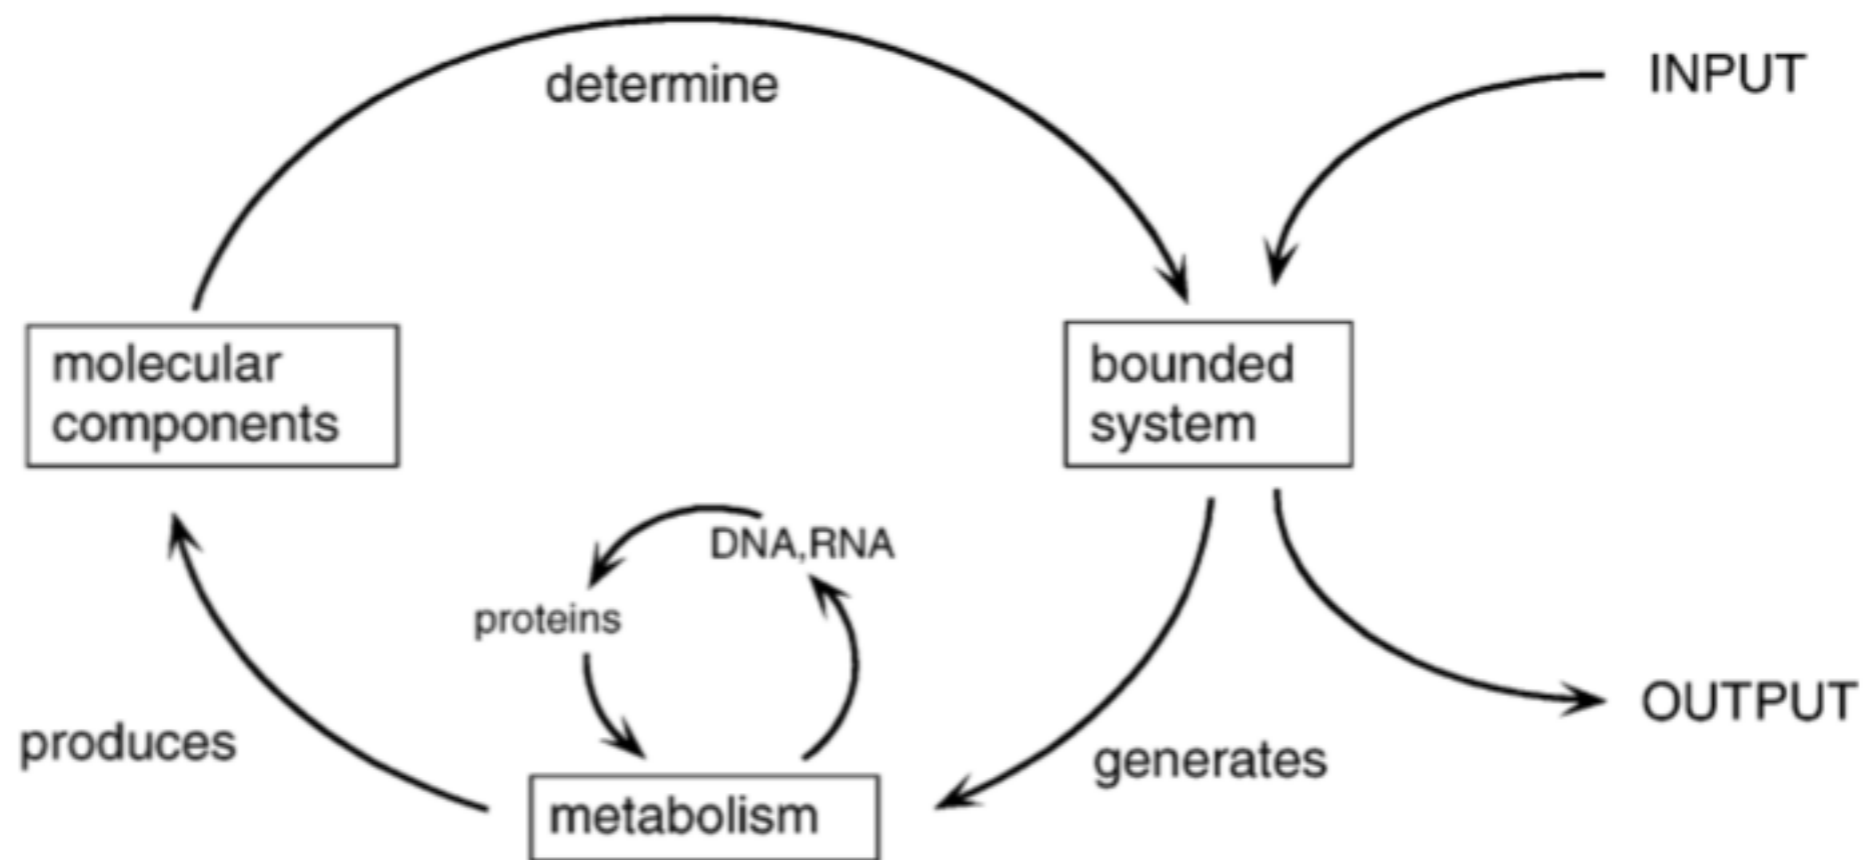 determine
INPUT
molecular
components
bounded
system
DNA,RNA
proteins
produces
generates
OUTPUT
metabolism